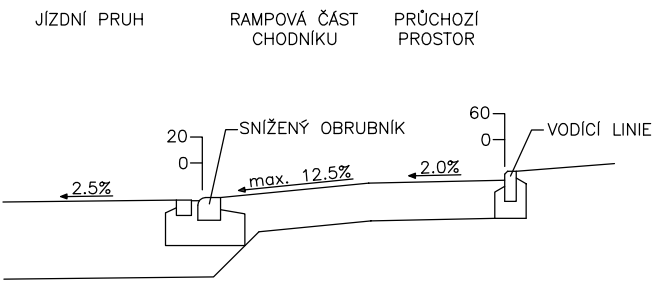 JÍZDNÍ PRUH
RAMPOVÁ ČÁST
CHODNÍKU
PRŮCHOZÍ
PROSTOR
20
0
SNÍŽENÝ OBRUBNÍK
60
0
VODÍCÍ LINIE
2.5%
max. 12.5%
2.0%